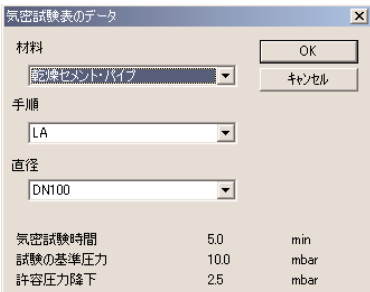 気密試験表のデータ
材料
OK
乾燥セメント・パイプ
キャンセル
手順
LA
直径
DN100
気密試験時間 5.0 min
試験の基準圧力 10.0 mbar
許容圧力降下 2.5 mbar